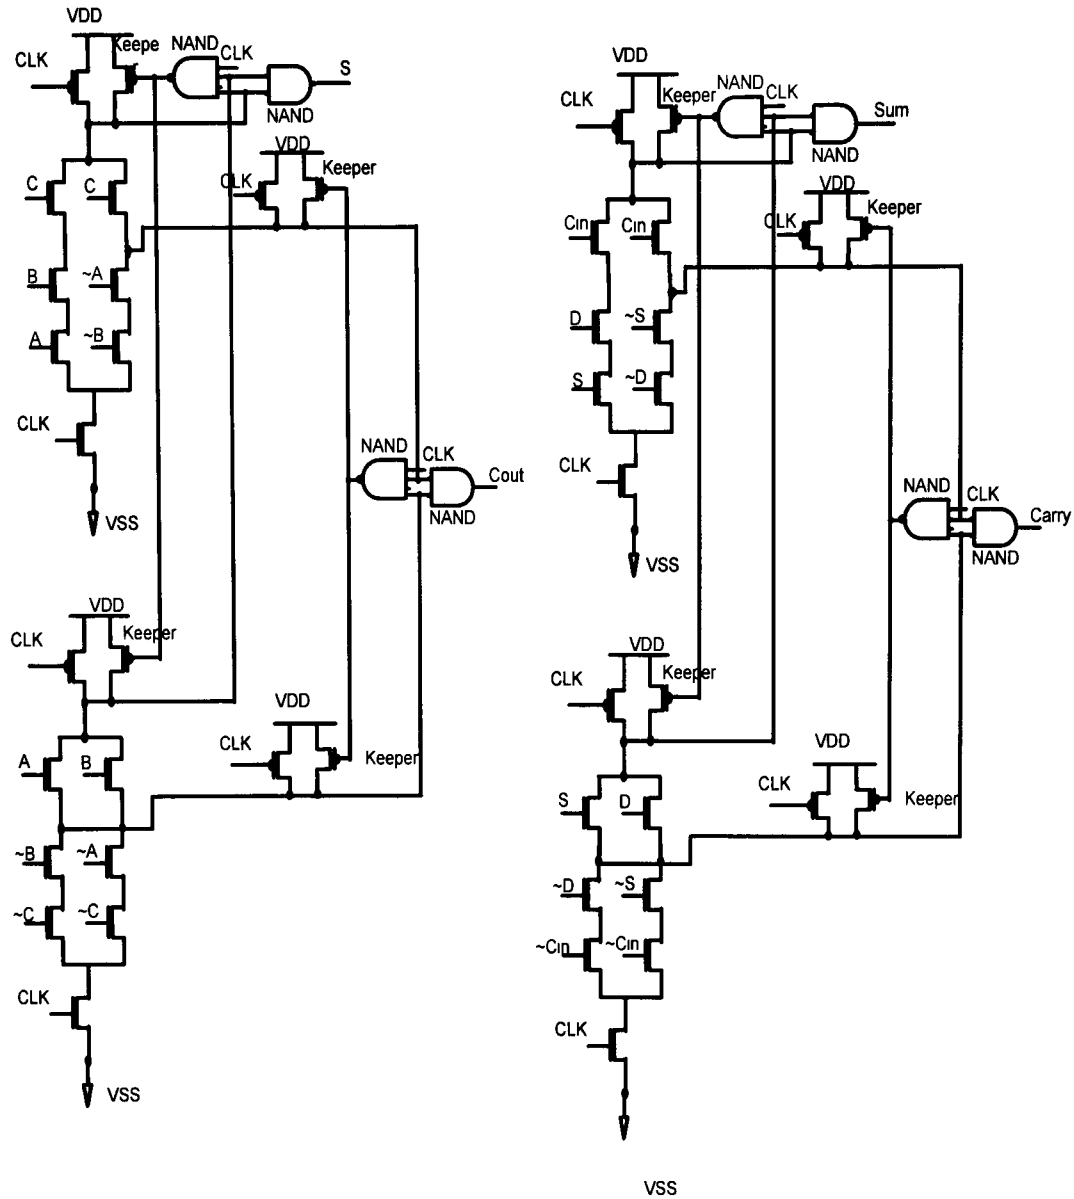 VDD
Keepe
r
NAND
CLK
CLK
S
NAND
VDD
Keeper
CLK
C
C
B
~A
A
~B
CLK
VSS
NAND
CLK
Cout
NAND
VDD
Keeper
CLK
VDD
CLK
Keeper
A
B
~B
~A
~C
~C
CLK
VSS
VDD
Keeper
NAND
CLK
CLK
Sum
NAND
VDD
Keeper
CLK
Cin
Cin
D
~S
S
~D
CLK
VSS
NAND
CLK
Carry
NAND
VDD
Keeper
CLK
VDD
CLK
Keeper
S
D
~D
~S
~Cin
~Cin
CLK
VSS